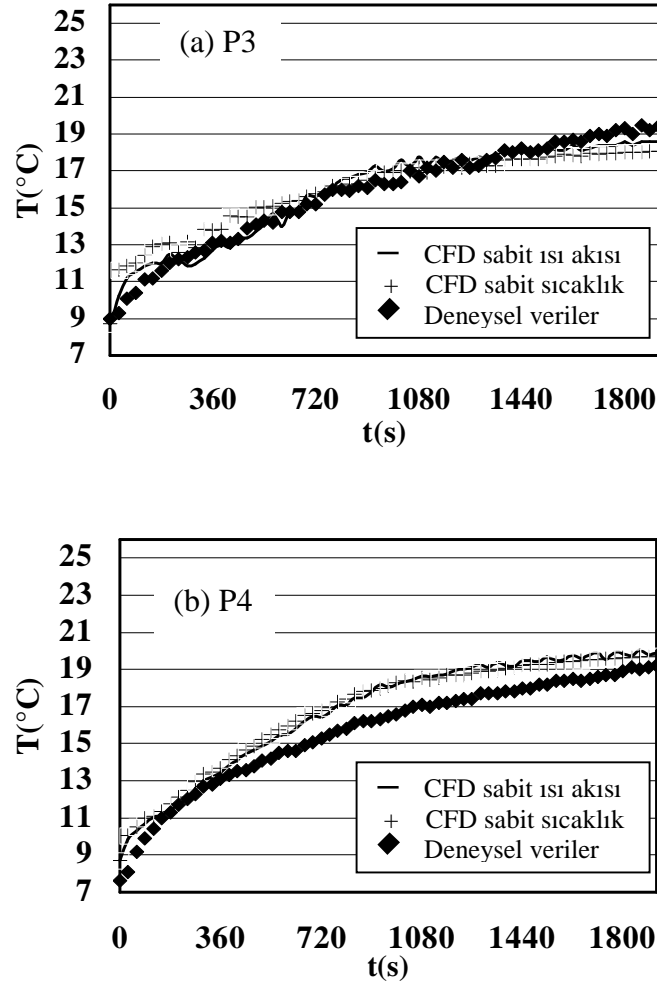 25
(a) P3
23
21
19
17
T(°C)
15
13
CFD sabit ısı akısı
11
CFD sabit sıcaklık
9
Deneysel veriler
7
0 360 720 1080 1440 1800
t(s)
25
23
(b) P4
21
19
17
T(°C)
15
13
CFD sabit ısı akısı
11
CFD sabit sıcaklık
9
Deneysel veriler
7
0 360 720 1080 1440 1800
t(s)